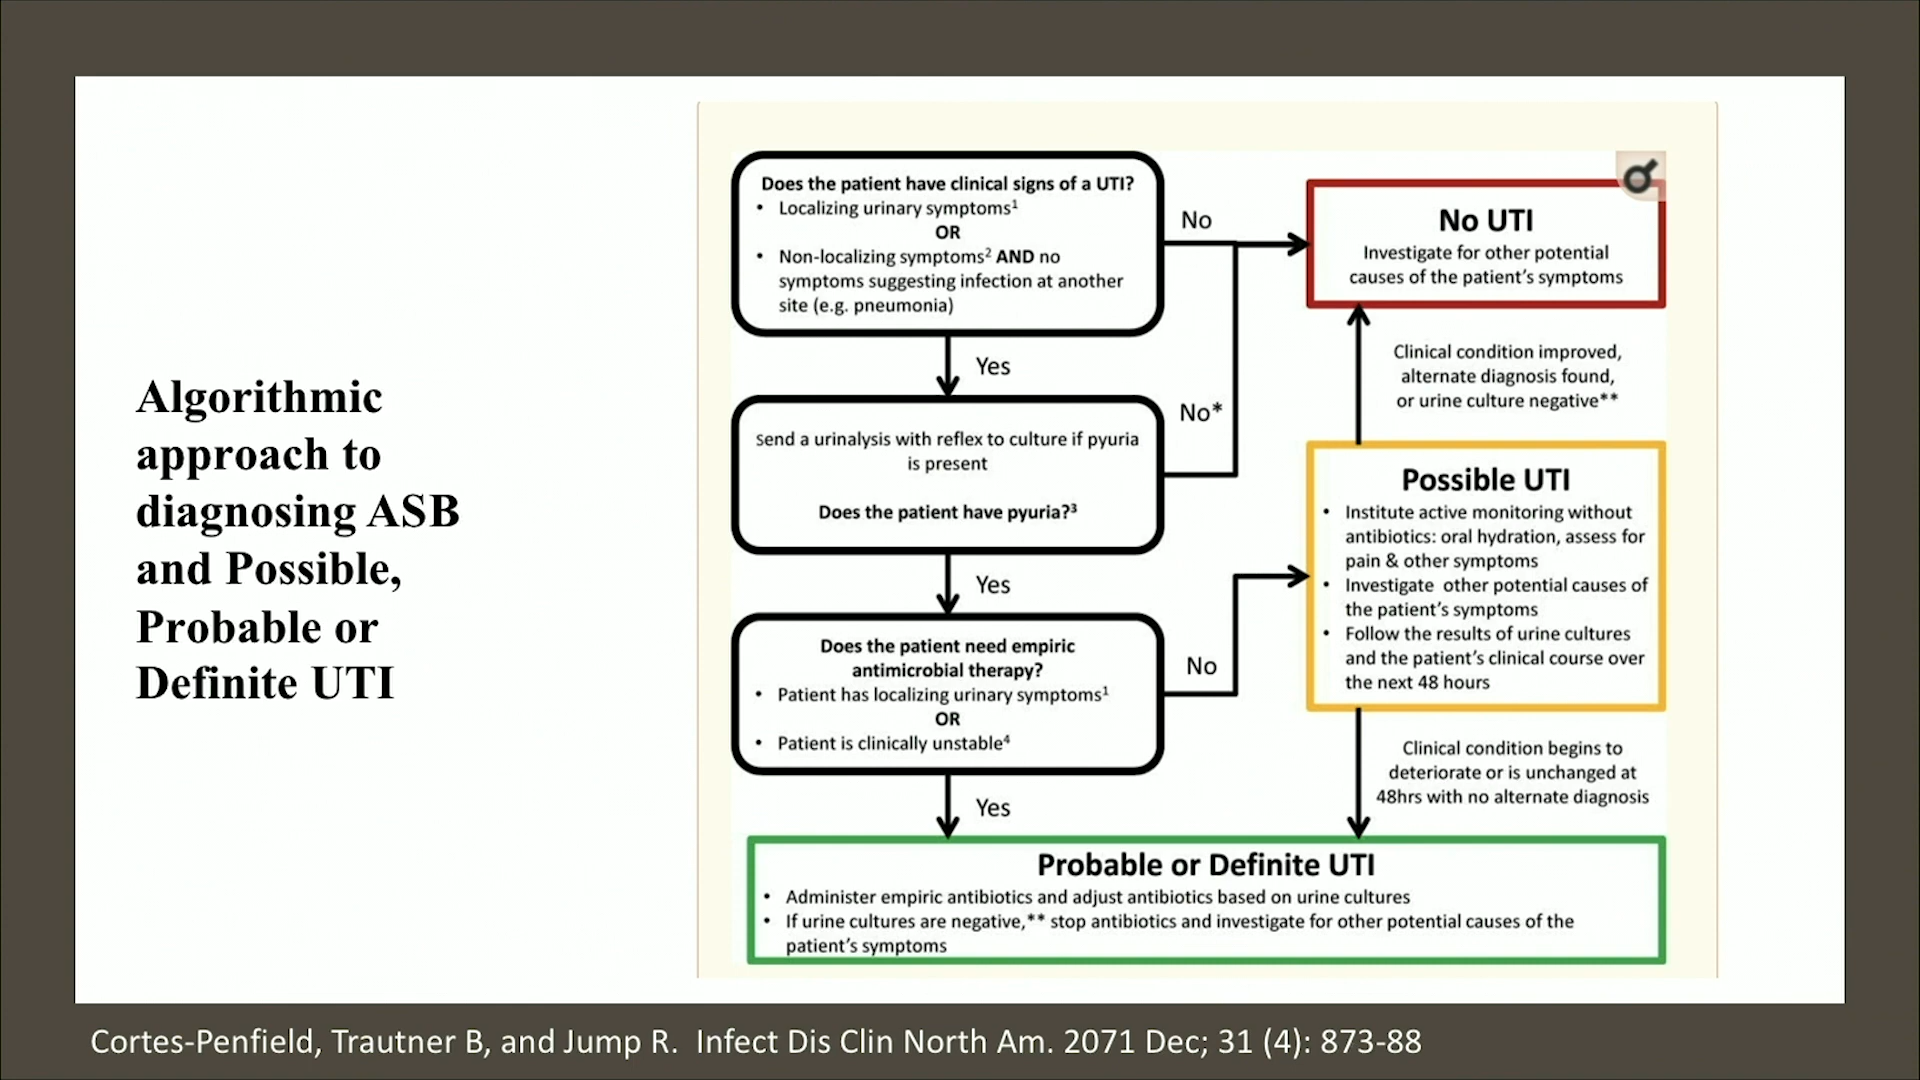 Algorithmic
approach to
diagnosing ASB
and Possible,
Probable or
Definite UTI
Does the patient have clinical signs of a UTI?
• Localizing urinary symptoms¹
OR
• Non-localizing symptoms² AND no
symptoms suggesting infection at another
site (e.g. pneumonia)
No
No UTI
Investigate for other potential
causes of the patient's symptoms
Yes
Send a urinalysis with reflex to culture if pyuria
is present
Does the patient have pyuria?³
No*
Clinical condition improved,
alternate diagnosis found,
or urine culture negative**
Yes
Does the patient need empiric
antimicrobial therapy?
• Patient has localizing urinary symptoms¹
OR
• Patient is clinically unstable⁴
No
Possible UTI
• Institute active monitoring without
antibiotics: oral hydration, assess for
pain & other symptoms
• Investigate other potential causes of
the patient's symptoms
• Follow the results of urine cultures
and the patient's clinical course over
the next 48 hours
Yes
Clinical condition begins to
deteriorate or is unchanged at
48hrs with no alternate diagnosis
Probable or Definite UTI
• Administer empiric antibiotics and adjust antibiotics based on urine cultures
• If urine cultures are negative,** stop antibiotics and investigate for other potential causes of the
patient's symptoms
Cortes-Penfield, Trautner B, and Jump R. Infect Dis Clin North Am. 2071 Dec; 31 (4): 873-88